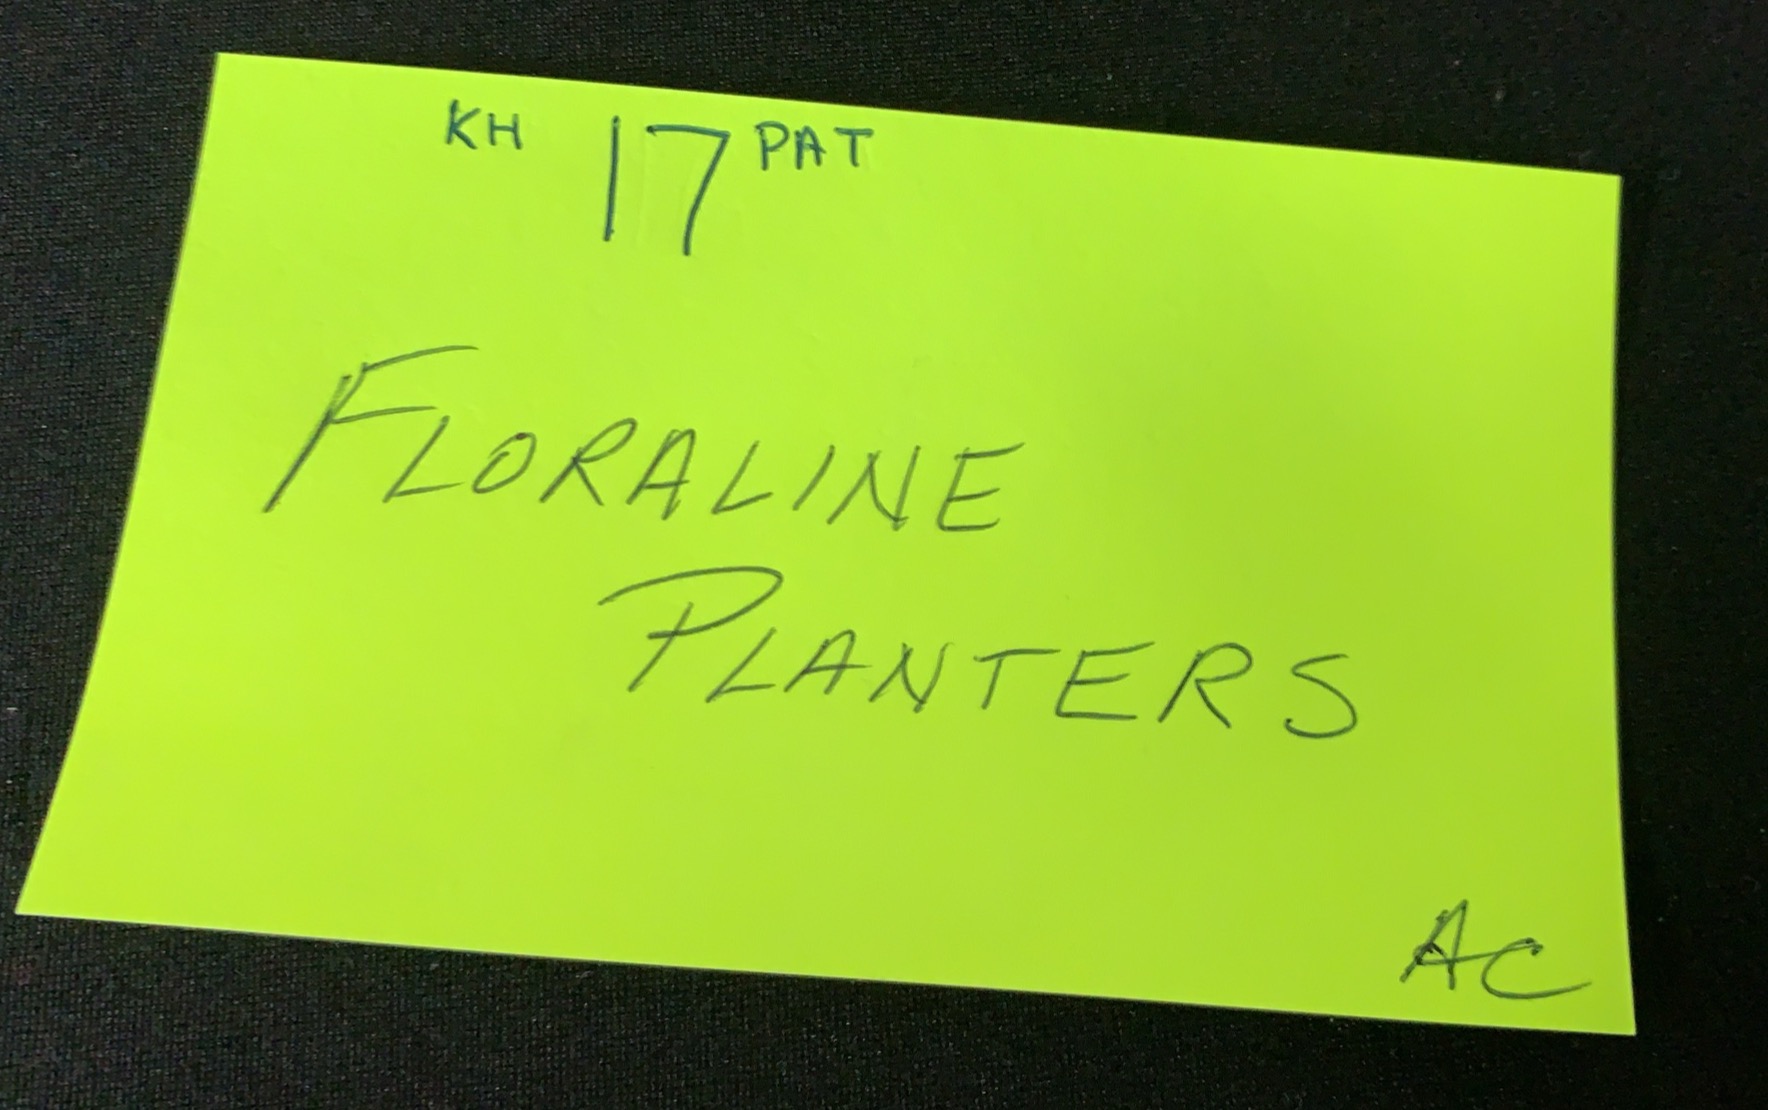 KH 17 PAT
FLORALINE
PLANTERS
AC